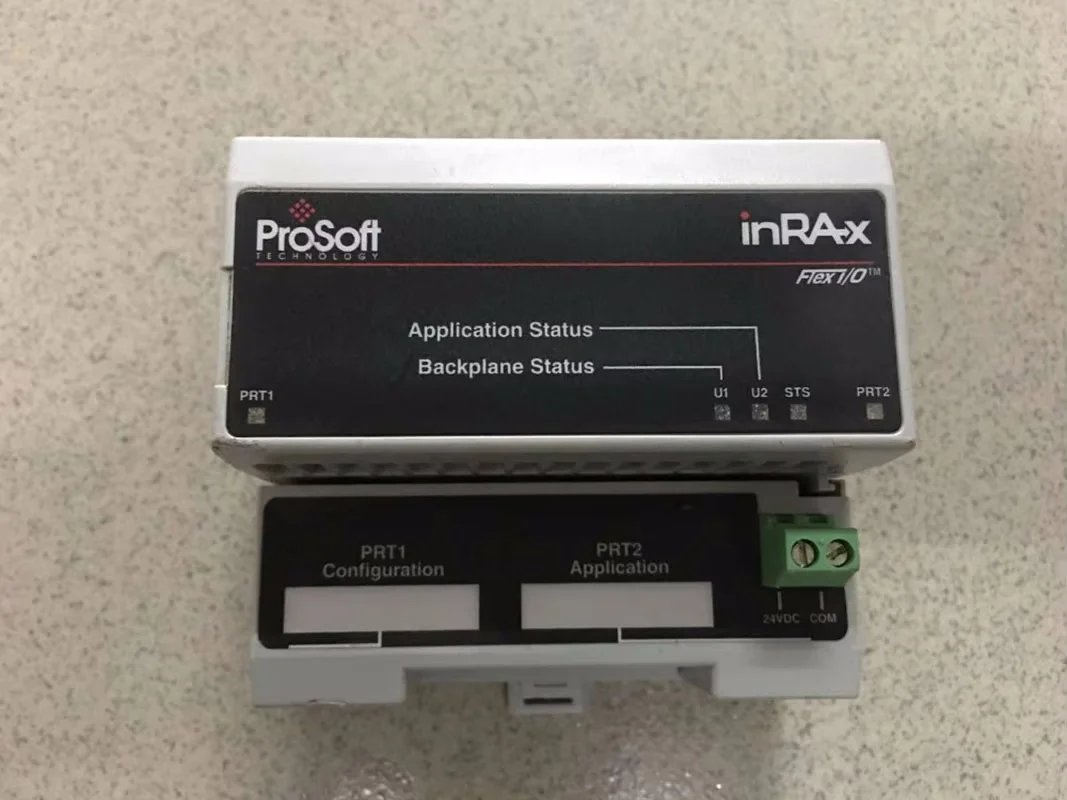 ProSoft
TECHNOLOGY
inRAx
Flex I/O™
Application Status
Backplane Status
PRT1
U1 U2 STS
PRT2
PRT1
Configuration
PRT2
Application
24VDC COM